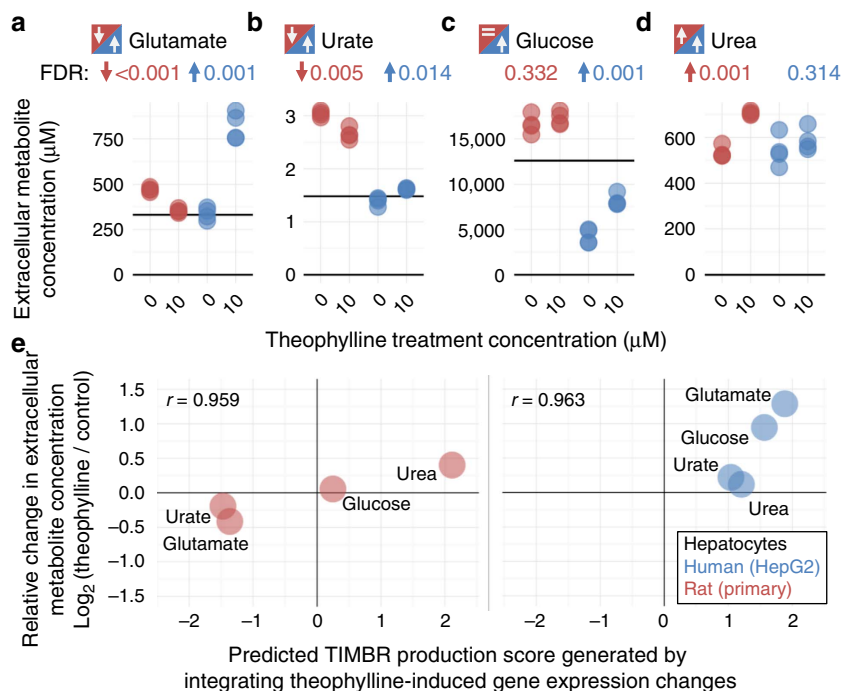 a b c d
Glutamate Urate Glucose Urea
FDR: <0.001 0.001 0.005 0.014 0.332 0.001 0.001 0.314
Extracellular metabolite
concentration (μM)
750
500
250
0
0 10 0 10
3
2
1
0
0 10 0 10
15,000
10,000
5,000
0
0 10 0 10
600
400
200
0
0 10 0 10
Theophylline treatment concentration (μM)
e
Relative change in extracellular
metabolite concentration
Log2 (theophylline / control)
1.5
1.0
0.5
0.0
−0.5
−1.0
−1.5
r = 0.959
Urea
Glucose
Urate
Glutamate
−2 −1 0 1 2
r = 0.963
Glutamate
Glucose
Urate
Urea
Hepatocytes
Human (HepG2)
Rat (primary)
−2 −1 0 1 2
Predicted TIMBR production score generated by
integrating theophylline-induced gene expression changes